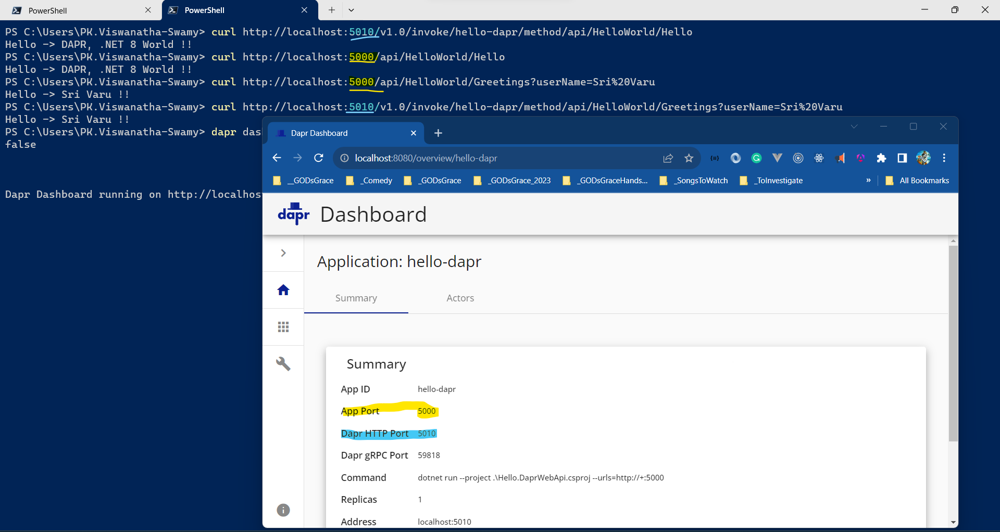 PowerShell
PowerShell
PS C:\Users\PK.Viswanatha-Swamy> curl http://localhost:5010/v1.0/invoke/hello-dapr/method/api/HelloWorld/Hello
Hello -> DAPR, .NET 8 World !!
PS C:\Users\PK.Viswanatha-Swamy> curl http://localhost:5000/api/HelloWorld/Hello
Hello -> DAPR, .NET 8 World !!
PS C:\Users\PK.Viswanatha-Swamy> curl http://localhost:5000/api/HelloWorld/Greetings?userName=Sri%20Varu
Hello -> Sri Varu !!
PS C:\Users\PK.Viswanatha-Swamy> curl http://localhost:5010/v1.0/invoke/hello-dapr/method/api/HelloWorld/Greetings?userName=Sri%20Varu
Hello -> Sri Varu !!
PS C:\Users\PK.Viswanatha-Swamy> dapr das
false
Dapr Dashboard running on http://localhos
Dapr Dashboard
localhost:8080/overview/hello-dapr
__GODsGrace _Comedy _GODsGrace _GODsGrace_2023 _GODsGraceHands... _SongsToWatch _ToInvestigate » All Bookmarks
dapr Dashboard
Application: hello-dapr
Summary Actors
Summary
App ID hello-dapr
App Port 5000
Dapr HTTP Port 5010
Dapr gRPC Port 59818
Command dotnet run --project .\Hello.DaprWebApi.csproj --urls=http://+:5000
Replicas 1
Address localhost:5010